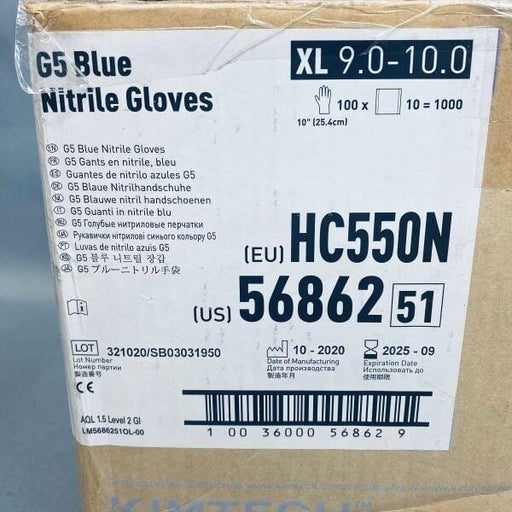 G5 Blue
Nitrile Gloves
XL 9.0-10.0
100 x 10 = 1000
10" (25.4cm)
EN G5 Blue Nitrile Gloves
G5 Gants en nitrile, bleu
Guantes de nitrilo azules G5
G5 Blaue Nitrilhandschuhe
G5 Blauwe nitril handschoenen
G5 Guanti in nitrile blu
G5 Голубые нитриловые перчатки
Рукавички нітрилові синього кольору G5
Luvas de nitrilo azuis G5
G5 블루 니트릴 장갑
G5 ブルーニトリル手袋
(EU) HC550N
(US) 56862 51
LOT 321020/SB03031950
Lot Number
Номер партии
製造番号
CE
10 - 2020
Date of Manufacturing
Дата производства
製造年月
2025 - 09
Expiration Date
Использовать до
使用期限
AQL 1.5 Level 2 GI
LM5686251OL-00
1 00 36000 56862 9
KIMTECH